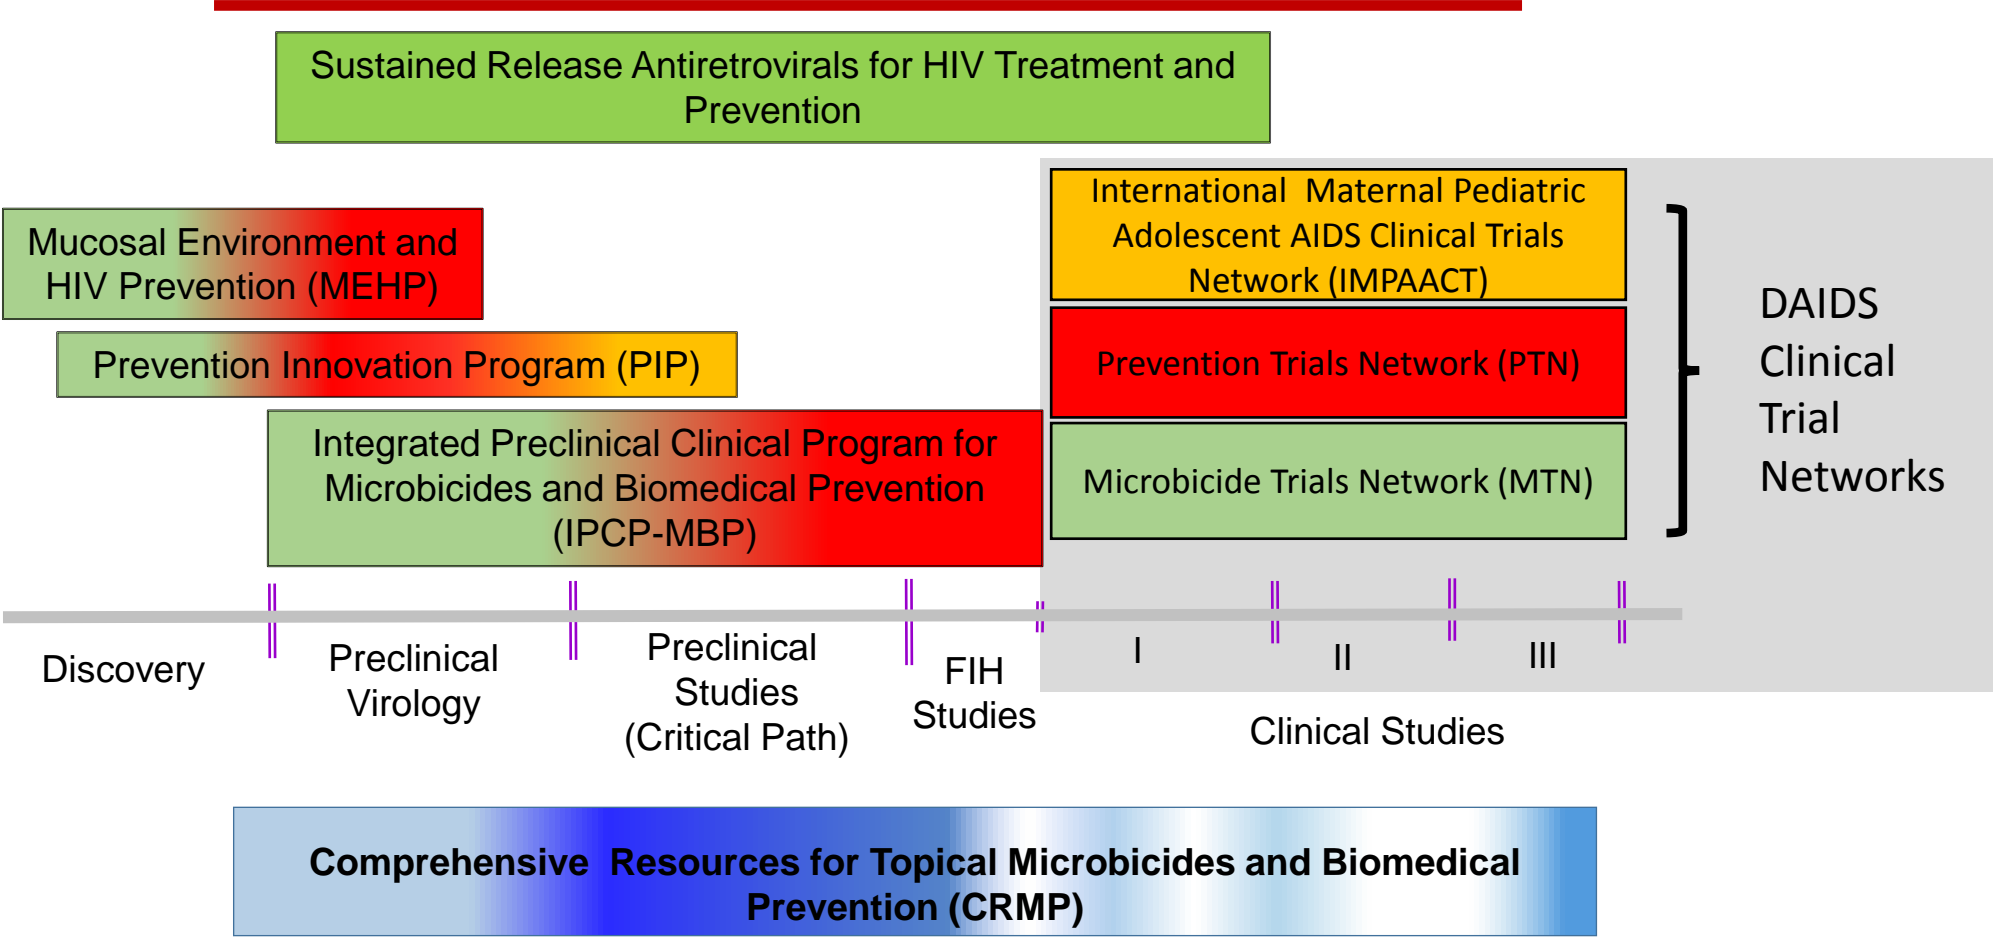 Sustained Release Antiretrovirals for HIV Treatment and
Prevention
International Maternal Pediatric
Adolescent AIDS Clinical Trials
Network (IMPAACT)
Mucosal Environment and
HIV Prevention (MEHP)
Prevention Innovation Program (PIP)
Prevention Trials Network (PTN)
Integrated Preclinical Clinical Program for
Microbicides and Biomedical Prevention
(IPCP-MBP)
Microbicide Trials Network (MTN)
DAIDS
Clinical
Trial
Networks
Discovery
Preclinical
Virology
Preclinical
Studies
(Critical Path)
FIH
Studies
I
II
III
Clinical Studies
Comprehensive Resources for Topical Microbicides and Biomedical
Prevention (CRMP)